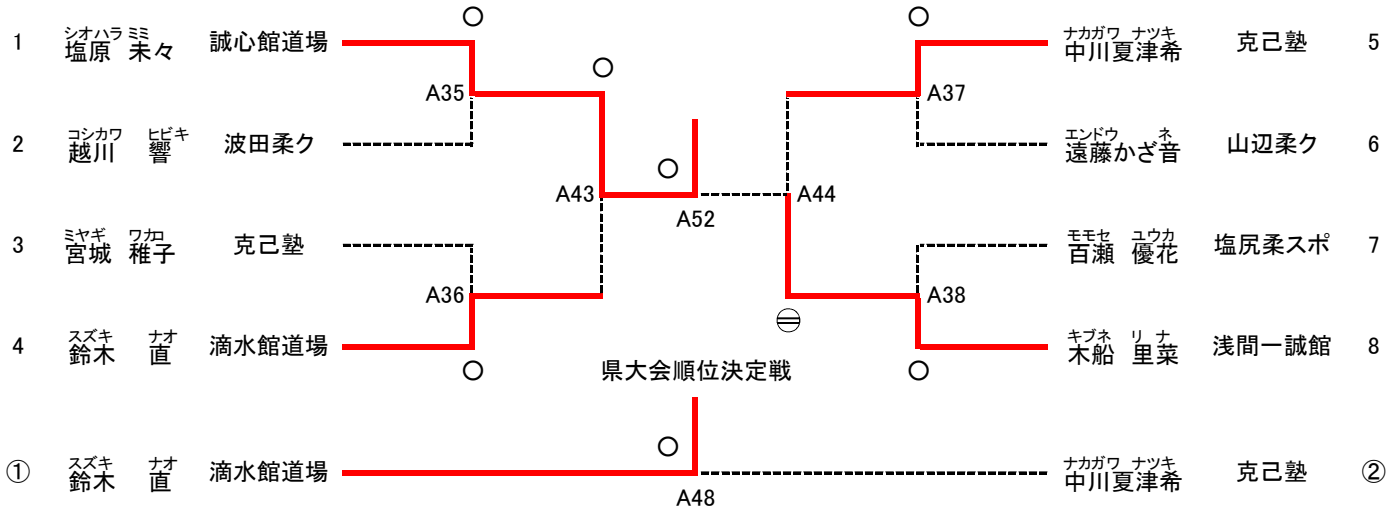 1 シオハラ ミミ 塩原 未々 誠心館道場
○
A35
2 コシカワ ヒビキ 越川 響 波田柔ク
○
A43
3 ミヤギ ワカコ 宮城 稚子 克己塾
A36
4 スズキ ナオ 鈴木 直 滴水館道場
○
○
A52
○
ナカガワ ナツキ 中川夏津希 克己塾 5
A37
エンドウ ネ 遠藤かざ音 山辺柔ク 6
A44
モモセ ユウカ 百瀬 優花 塩尻柔スポ 7
A38
キブネ リナ 木船 里菜 浅間一誠館 8
○
県大会順位決定戦
① スズキ ナオ 鈴木 直 滴水館道場
○
A48
ナカガワ ナツキ 中川夏津希 克己塾 ②